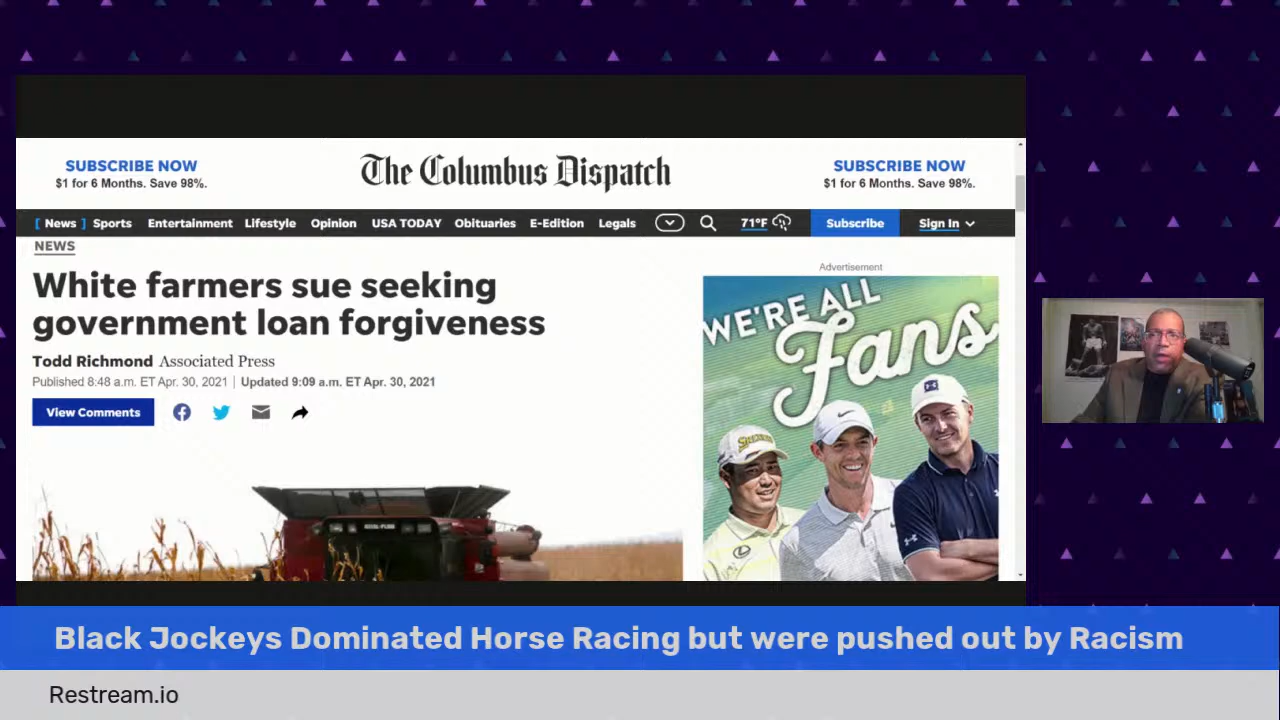 SUBSCRIBE NOW
$1 for 6 Months. Save 98%.
The Columbus Dispatch
SUBSCRIBE NOW
$1 for 6 Months. Save 98%.
[ News ] Sports Entertainment Lifestyle Opinion USA TODAY Obituaries E-Edition Legals 71°F Subscribe Sign In
NEWS
White farmers sue seeking
government loan forgiveness
Todd Richmond Associated Press
Published 8:48 a.m. ET Apr. 30, 2021 | Updated 9:09 a.m. ET Apr. 30, 2021
View Comments
Advertisement
WE'RE ALL
Fans
SRIXON
Black Jockeys Dominated Horse Racing but were pushed out by Racism
Restream.io